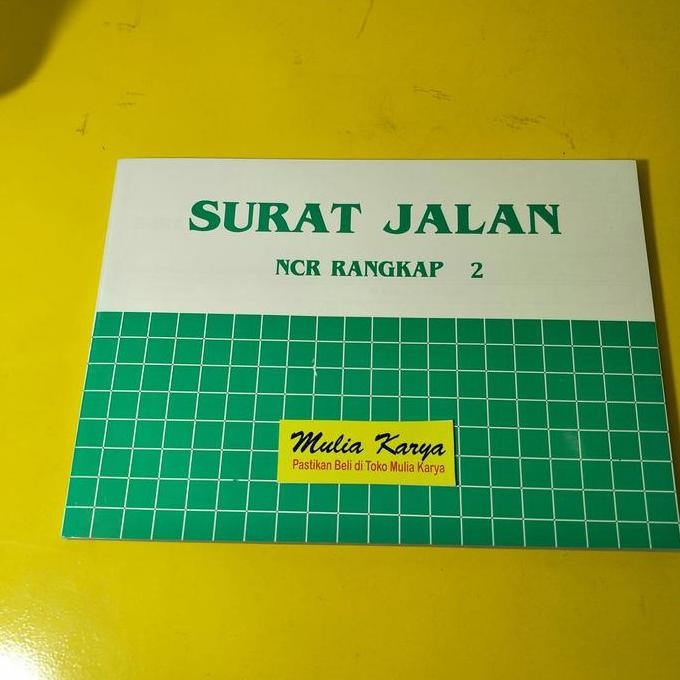 SURAT JALAN
NCR RANGKAP 2
Mulia Karya
Pastikan Beli di Toko Mulia Karya